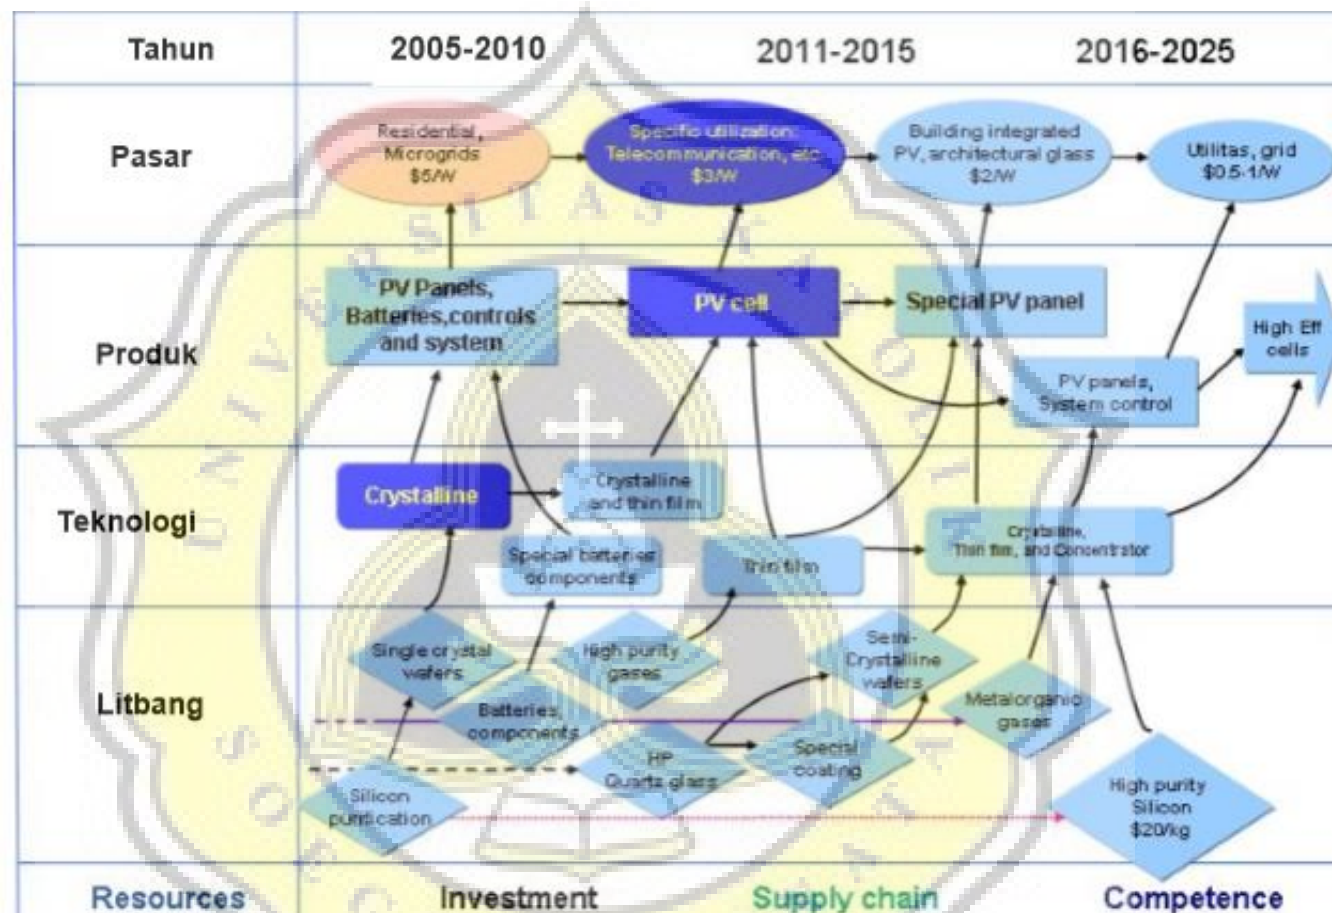 Tahun
2005-2010
2011-2015
2016-2025
Pasar
Residential,
Microgrids
$5/W
Specific utilization:
Telecommunication, etc
$3/W
Building integrated
PV, architectural glass
$2/W
Utilitas, grid
$0.5-1/W
Produk
PV Panels,
Batteries,controls
and system
PV cell
Special PV panel
High Eff
cells
PV panels,
System control
Teknologi
Crystalline
Crystalline
and thin film
Special batteries
components
Thin film
Crystalline,
Thin film, and Concentrator
Litbang
Single crystal
wafers
High purity
gases
Semi-
Crystalline
wafers
Batteries,
components
Metalorganic
gases
HP
Quartz glass
Special
coating
Silicon
purification
High purity
Silicon
$20/kg
Resources
Investment
Supply chain
Competence